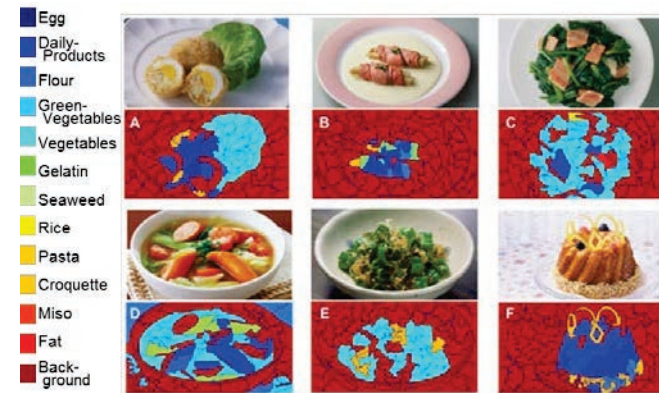 Egg
Daily-
Products
Flour
Green-
Vegetables
Vegetables
Gelatin
Seaweed
Rice
Pasta
Croquette
Miso
Fat
Back-
ground
A
B
C
D
E
F